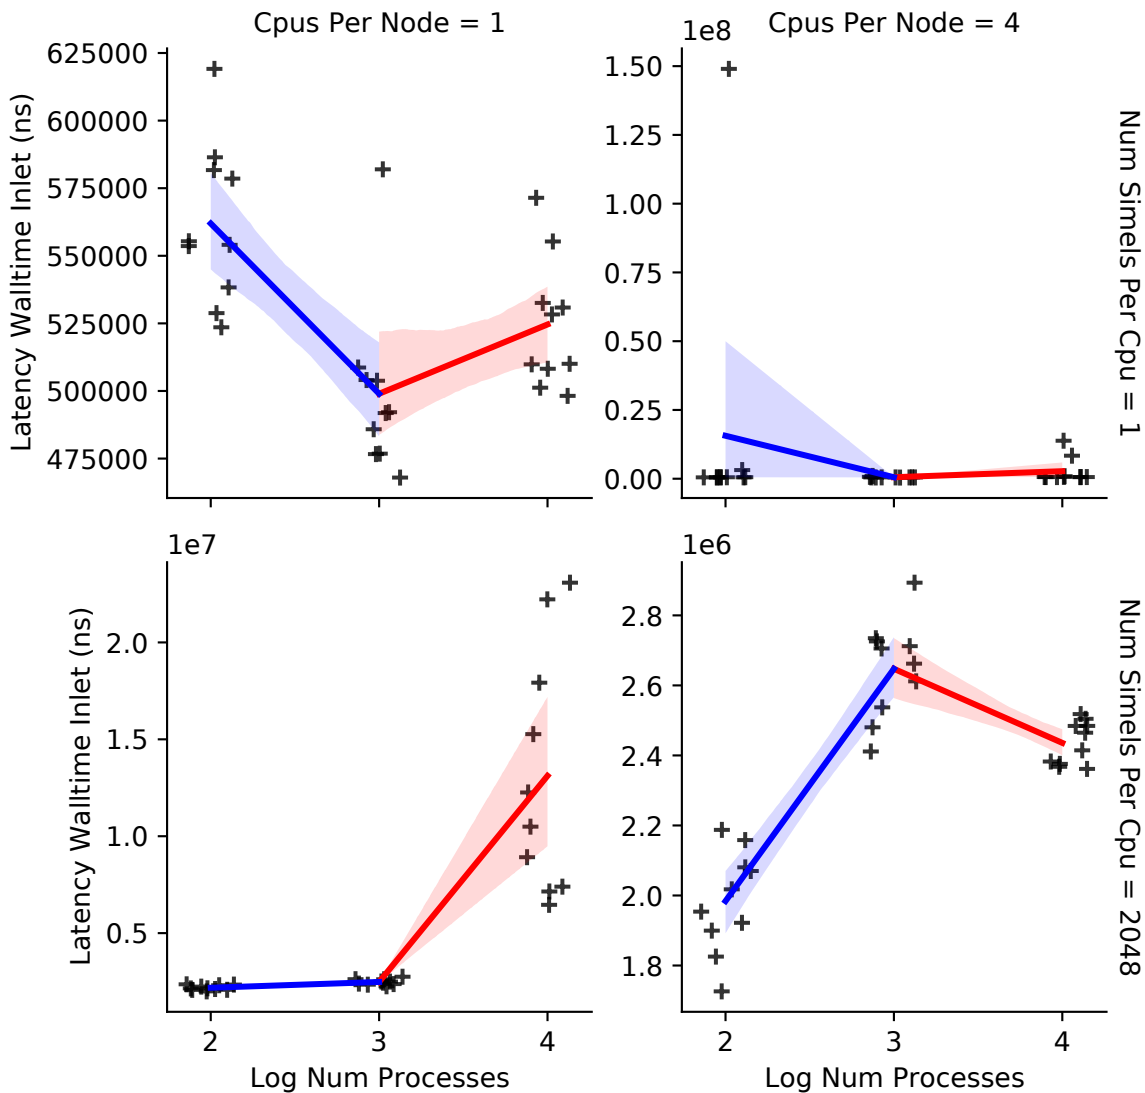 Cpus Per Node = 1
Cpus Per Node = 4
1e8
Latency Walltime Inlet (ns)
625000
600000
575000
550000
525000
500000
475000
1.50
1.25
1.00
0.75
0.50
0.25
0.00
Num Simels Per Cpu = 1
1e7
1e6
Latency Walltime Inlet (ns)
2.0
1.5
1.0
0.5
2.8
2.6
2.4
2.2
2.0
1.8
Num Simels Per Cpu = 2048
2 3 4
2 3 4
Log Num Processes
Log Num Processes